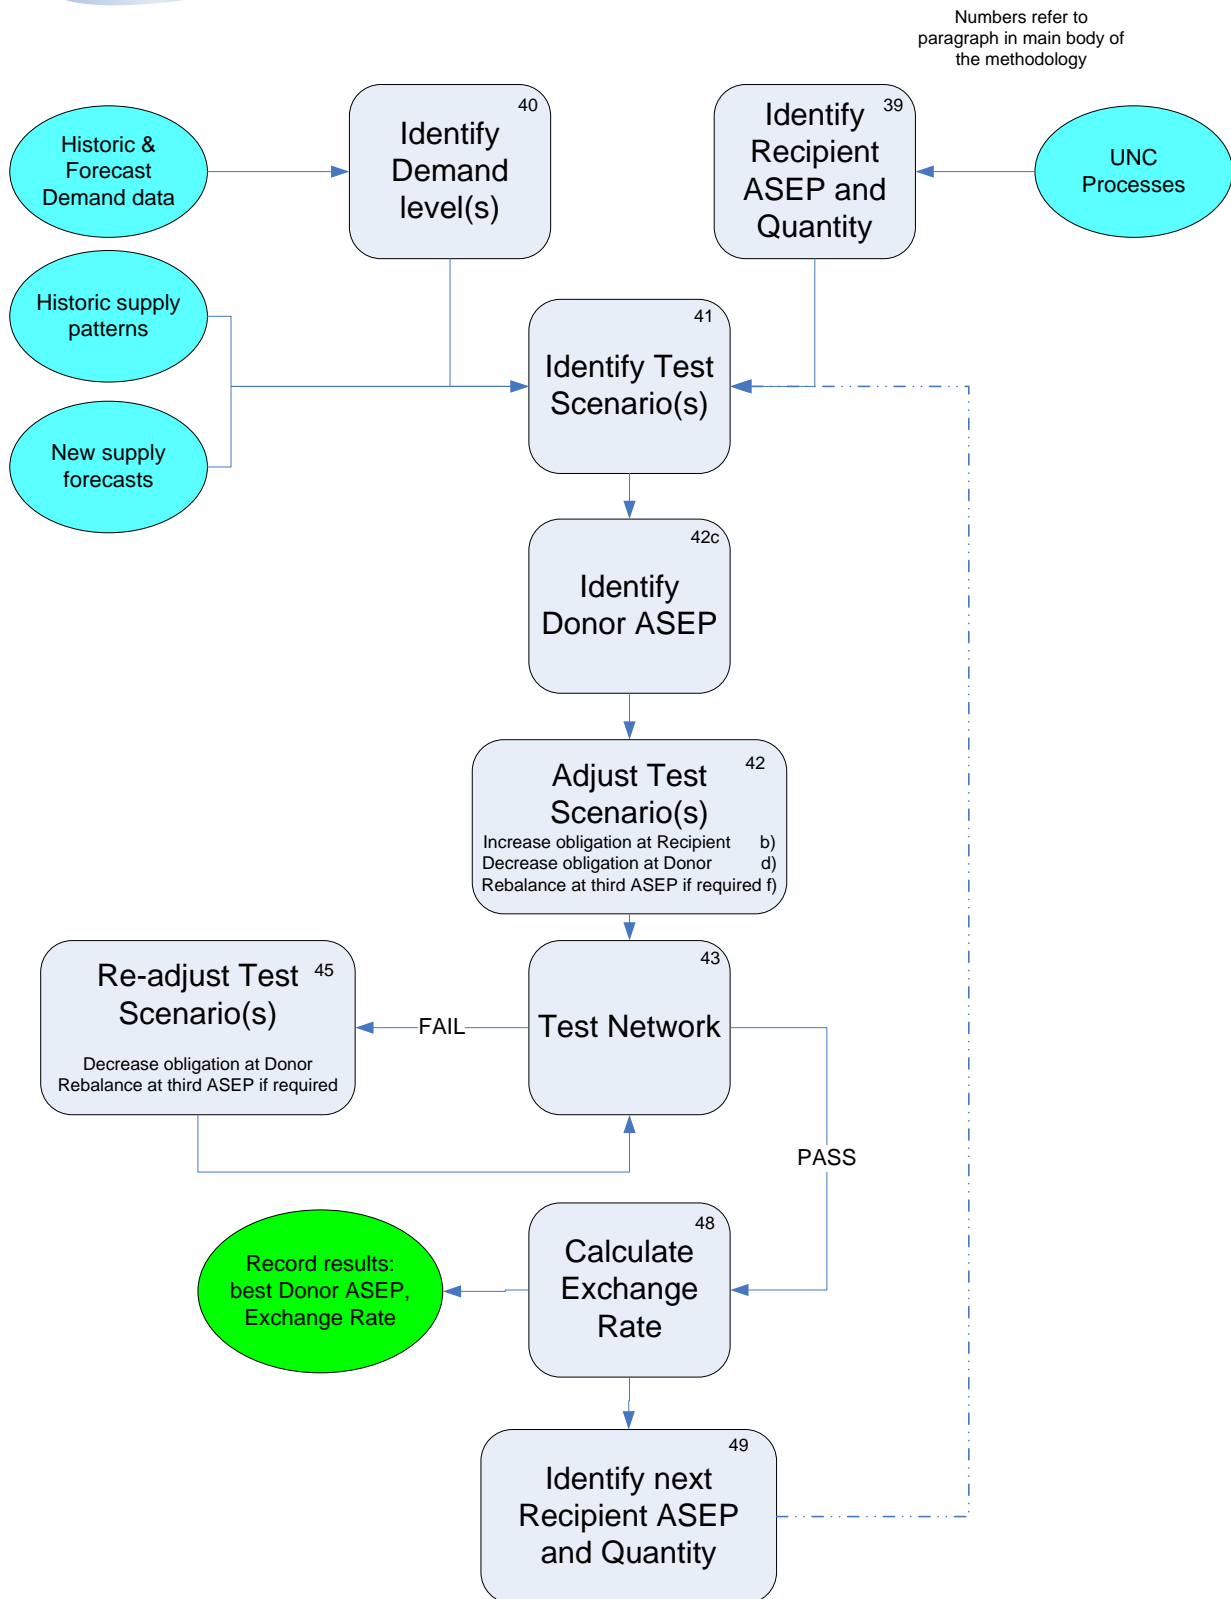 Numbers refer to
paragraph in main body of
the methodology
40
Identify
Demand
level(s)
39
Identify
Recipient
ASEP and
Quantity
Historic &
Forecast
Demand data
UNC
Processes
Historic supply
patterns
41
Identify Test
Scenario(s)
New supply
forecasts
42c
Identify
Donor ASEP
42
Adjust Test
Scenario(s)
Increase obligation at Recipient b)
Decrease obligation at Donor d)
Rebalance at third ASEP if required f)
45
Re-adjust Test
Scenario(s)
Decrease obligation at Donor
Rebalance at third ASEP if required
FAIL
43
Test Network
PASS
48
Calculate
Exchange
Rate
Record results:
best Donor ASEP,
Exchange Rate
49
Identify next
Recipient ASEP
and Quantity